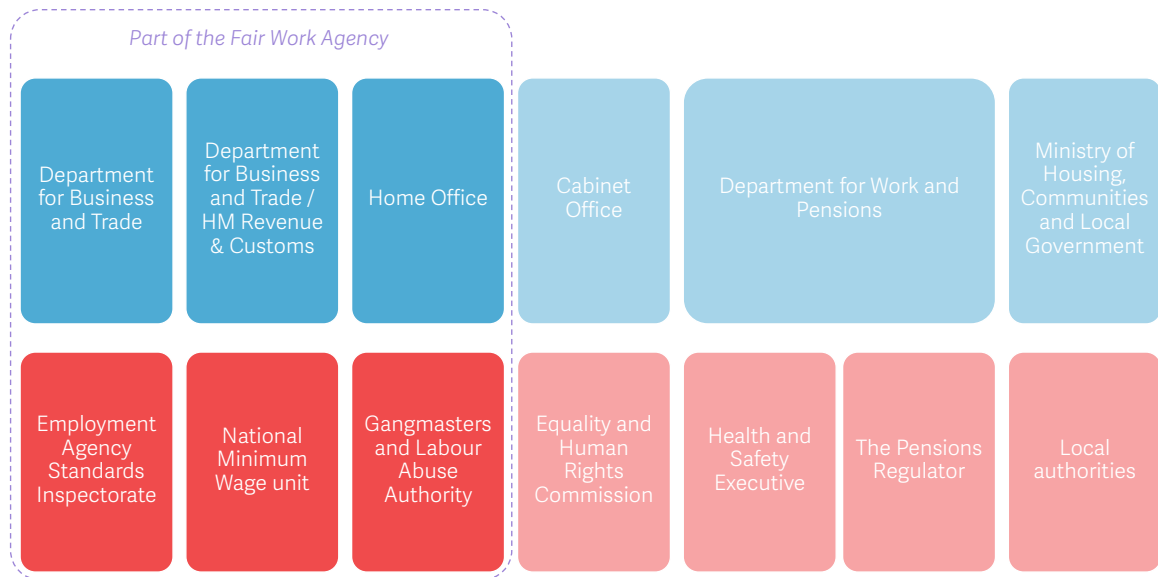 Part of the Fair Work Agency
Department
for Business
and Trade
Department
for Business
and Trade /
HM Revenue
& Customs
Home Office
Cabinet
Office
Department for Work and
Pensions
Ministry of
Housing,
Communities
and Local
Government
Employment
Agency
Standards
Inspectorate
National
Minimum
Wage unit
Gangmasters
and Labour
Abuse
Authority
Equality and
Human
Rights
Commission
Health and
Safety
Executive
The Pensions
Regulator
Local
authorities